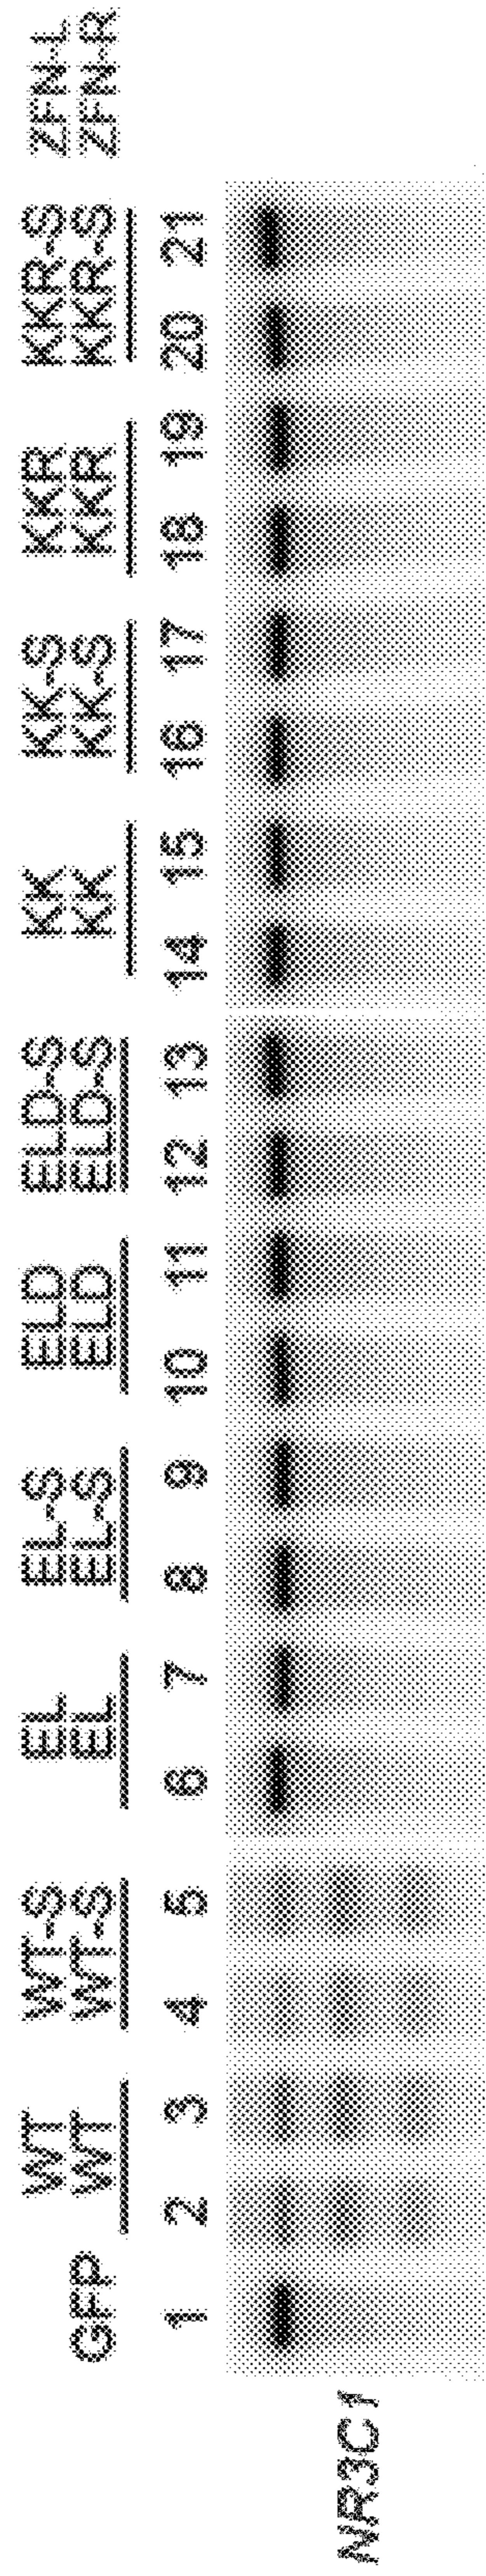 GFP WT WT-S EL EL-S ELD ELD-S KK KK-S KKR KKR-S ZFN-L
WT WT-S EL EL-S ELD ELD-S KK KK-S KKR KKR-S ZFN-R
1 2 3 4 5 6 7 8 9 10 11 12 13 14 15 16 17 18 19 20 21
NR3C1